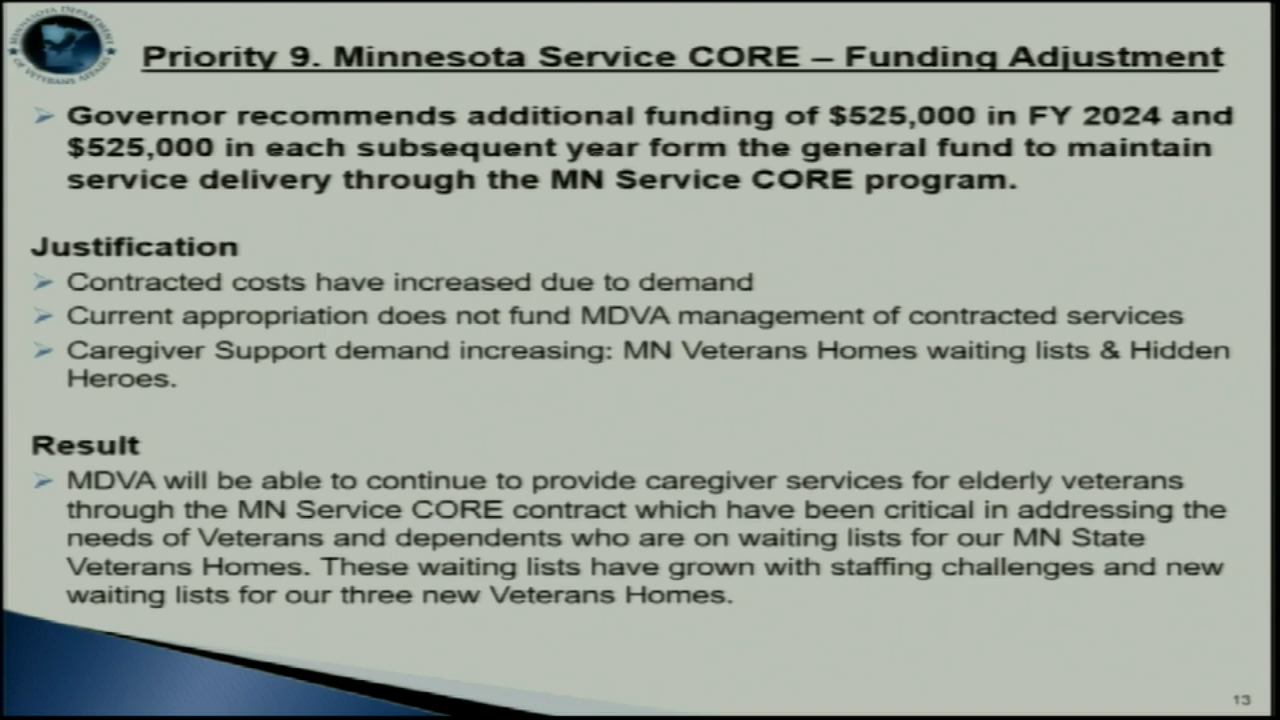 MINNESOTA DEPARTMENT
OF VETERANS AFFAIRS
Priority 9. Minnesota Service CORE – Funding Adjustment
➢ Governor recommends additional funding of $525,000 in FY 2024 and
$525,000 in each subsequent year form the general fund to maintain
service delivery through the MN Service CORE program.
Justification
➢ Contracted costs have increased due to demand
➢ Current appropriation does not fund MDVA management of contracted services
➢ Caregiver Support demand increasing: MN Veterans Homes waiting lists & Hidden
Heroes.
Result
➢ MDVA will be able to continue to provide caregiver services for elderly veterans
through the MN Service CORE contract which have been critical in addressing the
needs of Veterans and dependents who are on waiting lists for our MN State
Veterans Homes. These waiting lists have grown with staffing challenges and new
waiting lists for our three new Veterans Homes.
13